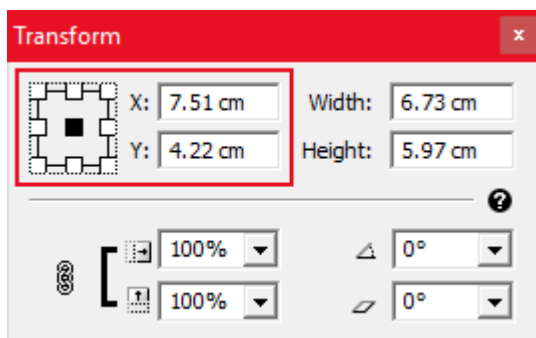 Transform x
X: 7.51 cm Width: 6.73 cm
Y: 4.22 cm Height: 5.97 cm
?
100% 0°
100% 0°